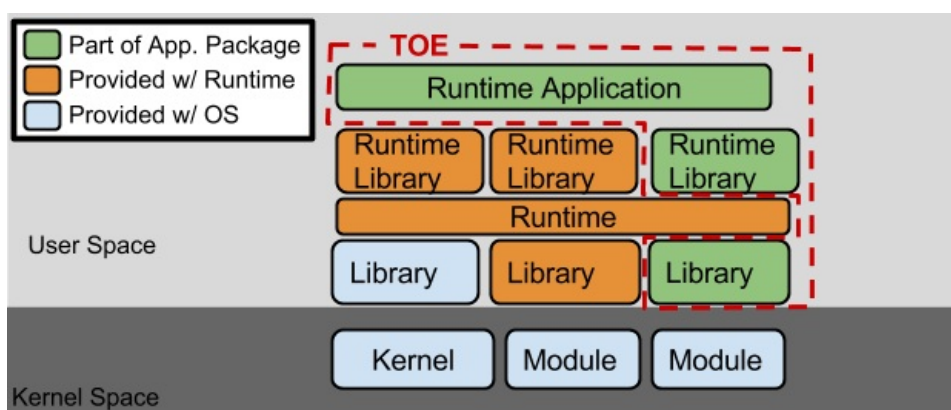 Part of App. Package
Provided w/ Runtime
Provided w/ OS
TOE
Runtime Application
Runtime
Library
Runtime
Library
Runtime
Library
Runtime
User Space
Library
Library
Library
Kernel
Module
Module
Kernel Space